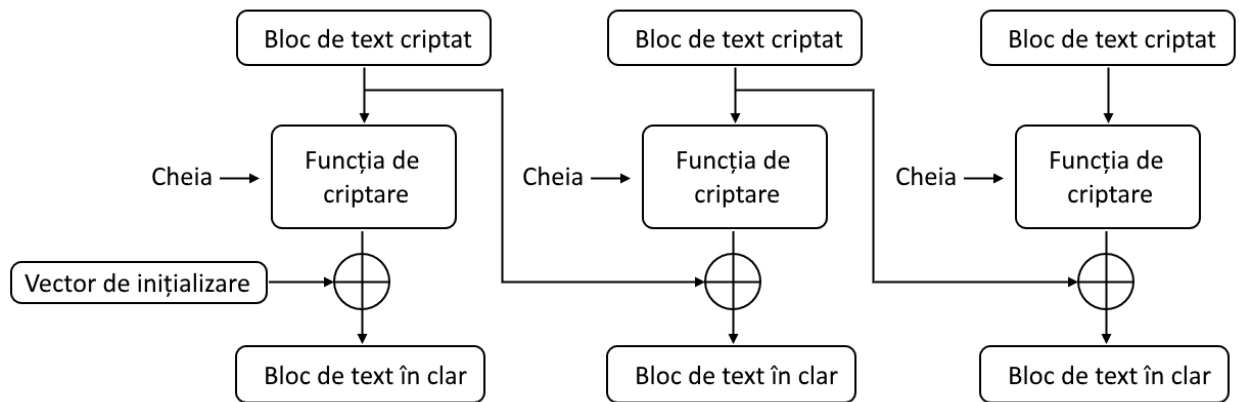 Bloc de text criptat
Bloc de text criptat
Bloc de text criptat
Cheia
Funcția de
criptare
Cheia
Funcția de
criptare
Cheia
Funcția de
criptare
Vector de inițializare
Bloc de text în clar
Bloc de text în clar
Bloc de text în clar